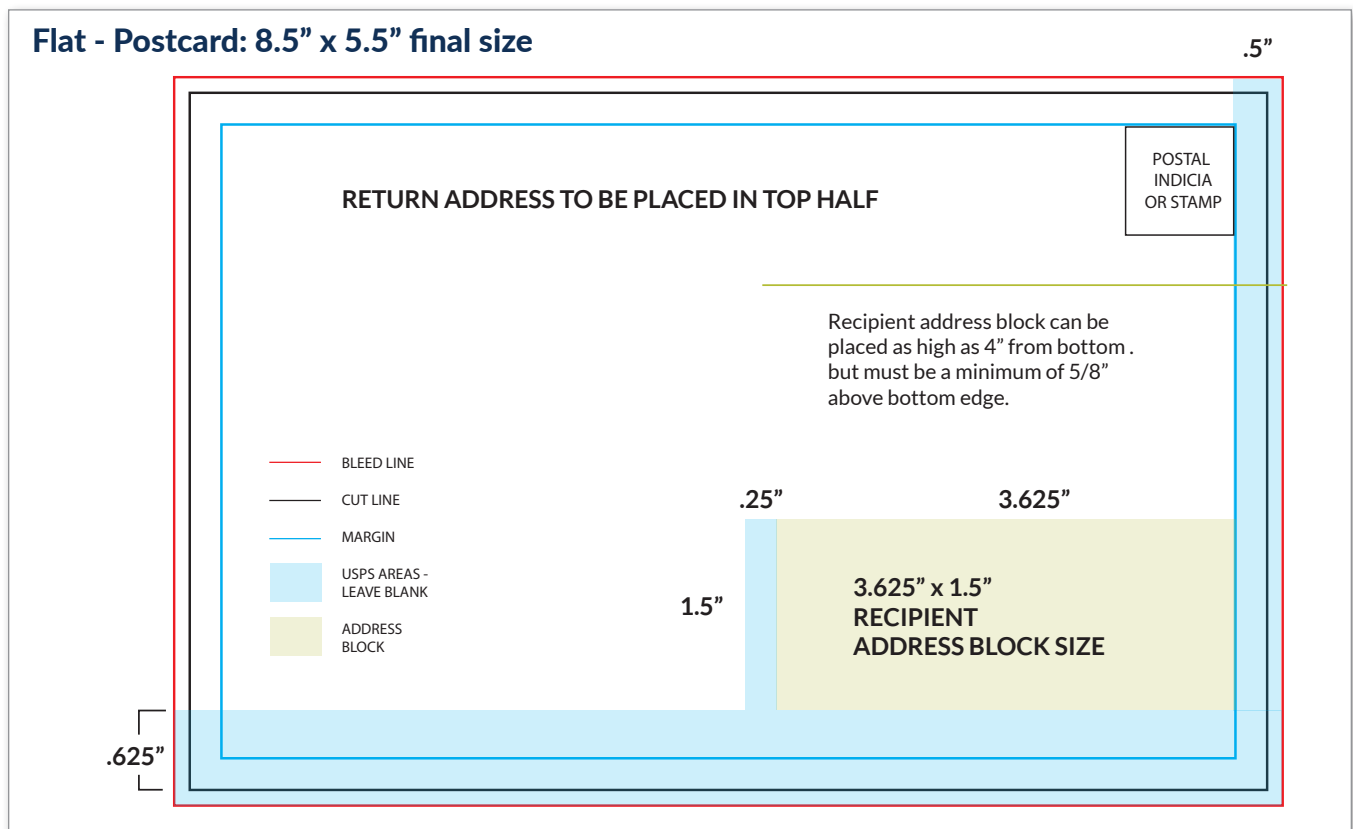 Flat - Postcard: 8.5” x 5.5” final size
.5”
POSTAL
INDICIA
OR STAMP
RETURN ADDRESS TO BE PLACED IN TOP HALF
Recipient address block can be
placed as high as 4” from bottom .
but must be a minimum of 5/8”
above bottom edge.
BLEED LINE
CUT LINE
MARGIN
USPS AREAS -
LEAVE BLANK
ADDRESS
BLOCK
.25”
3.625”
1.5”
3.625” x 1.5”
RECIPIENT
ADDRESS BLOCK SIZE
.625”